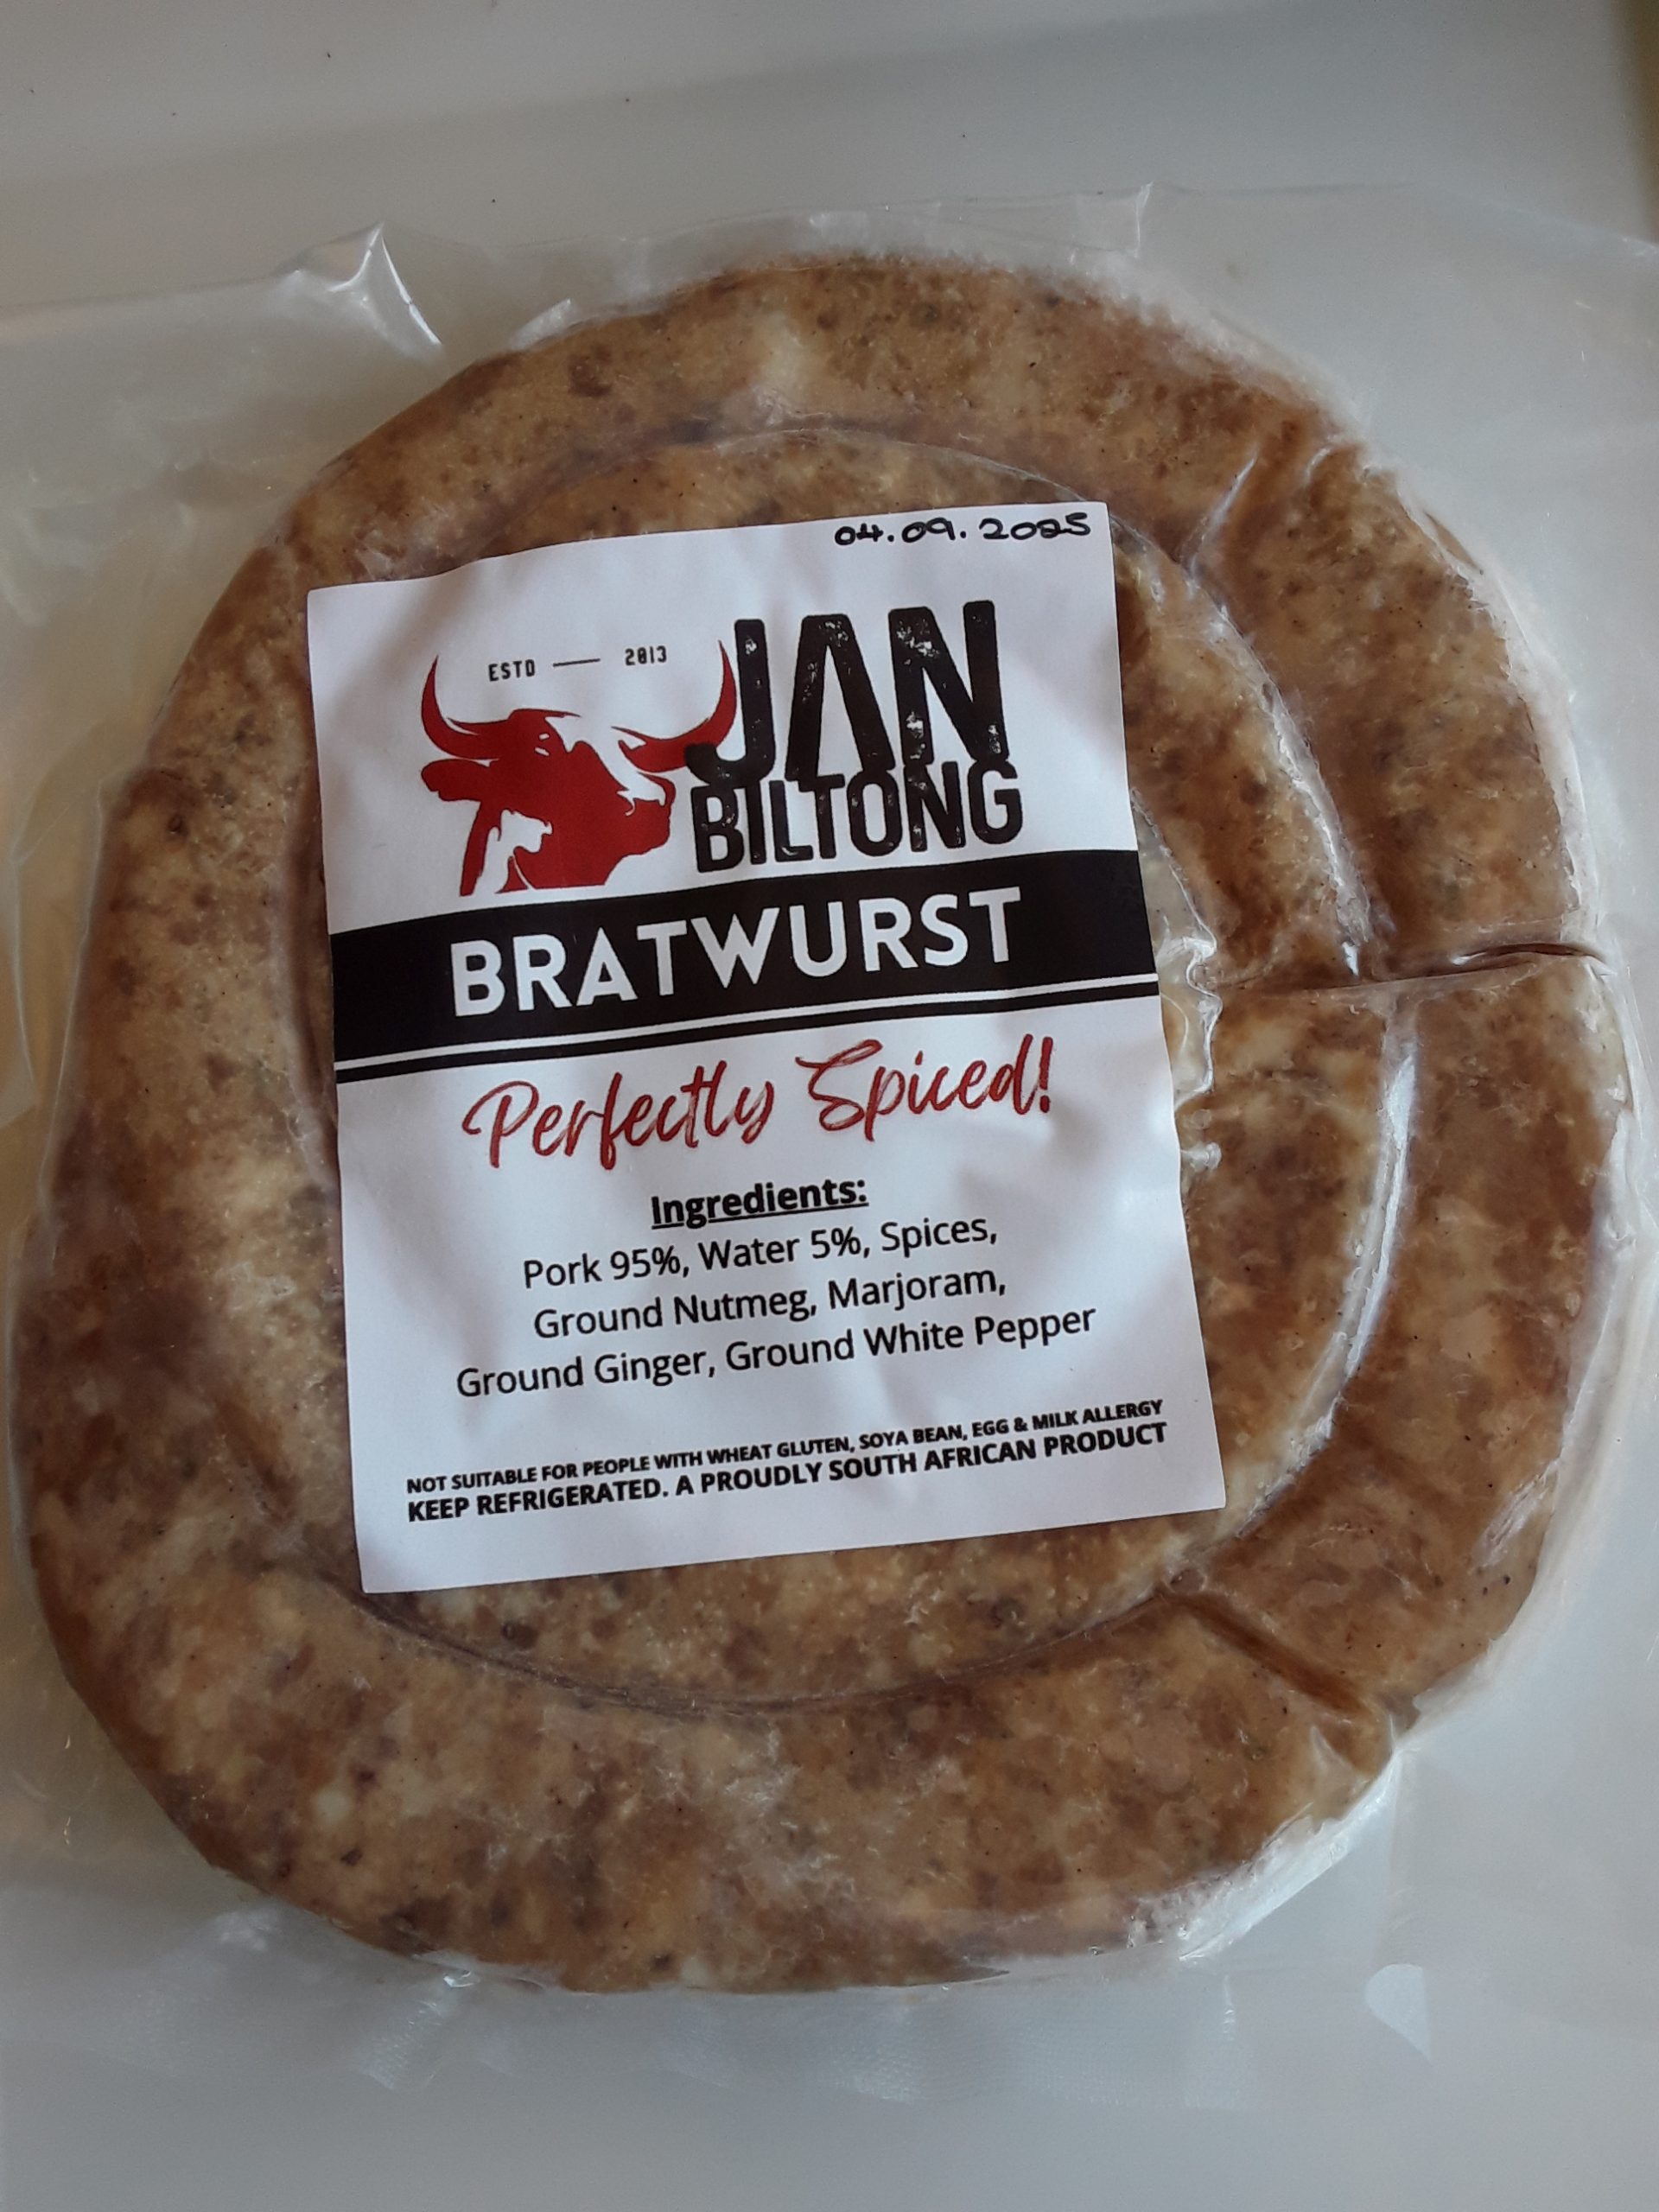 04.09.2025
ESTD — 2013
JAN
BILTONG
BRATWURST
Perfectly Spiced!
Ingredients:
Pork 95%, Water 5%, Spices,
Ground Nutmeg, Marjoram,
Ground Ginger, Ground White Pepper
NOT SUITABLE FOR PEOPLE WITH WHEAT GLUTEN, SOYA BEAN, EGG & MILK ALLERGY
KEEP REFRIGERATED. A PROUDLY SOUTH AFRICAN PRODUCT